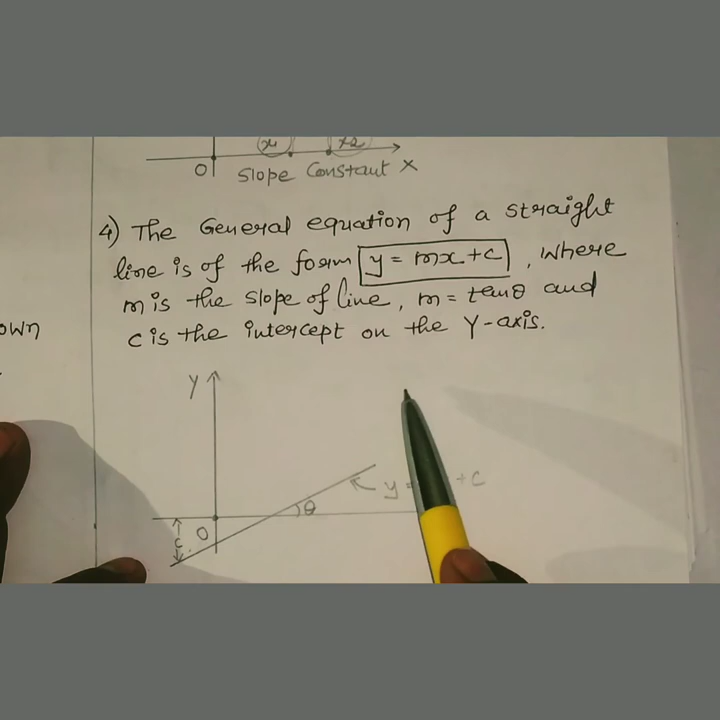 x2
O
Slope Constant X
4) The General equation of a straight
line is of the form y = mx + c, where
m is the slope of line, m = tanθ and
c is the intercept on the Y-axis.
own
Y
y = +c
θ
O
c